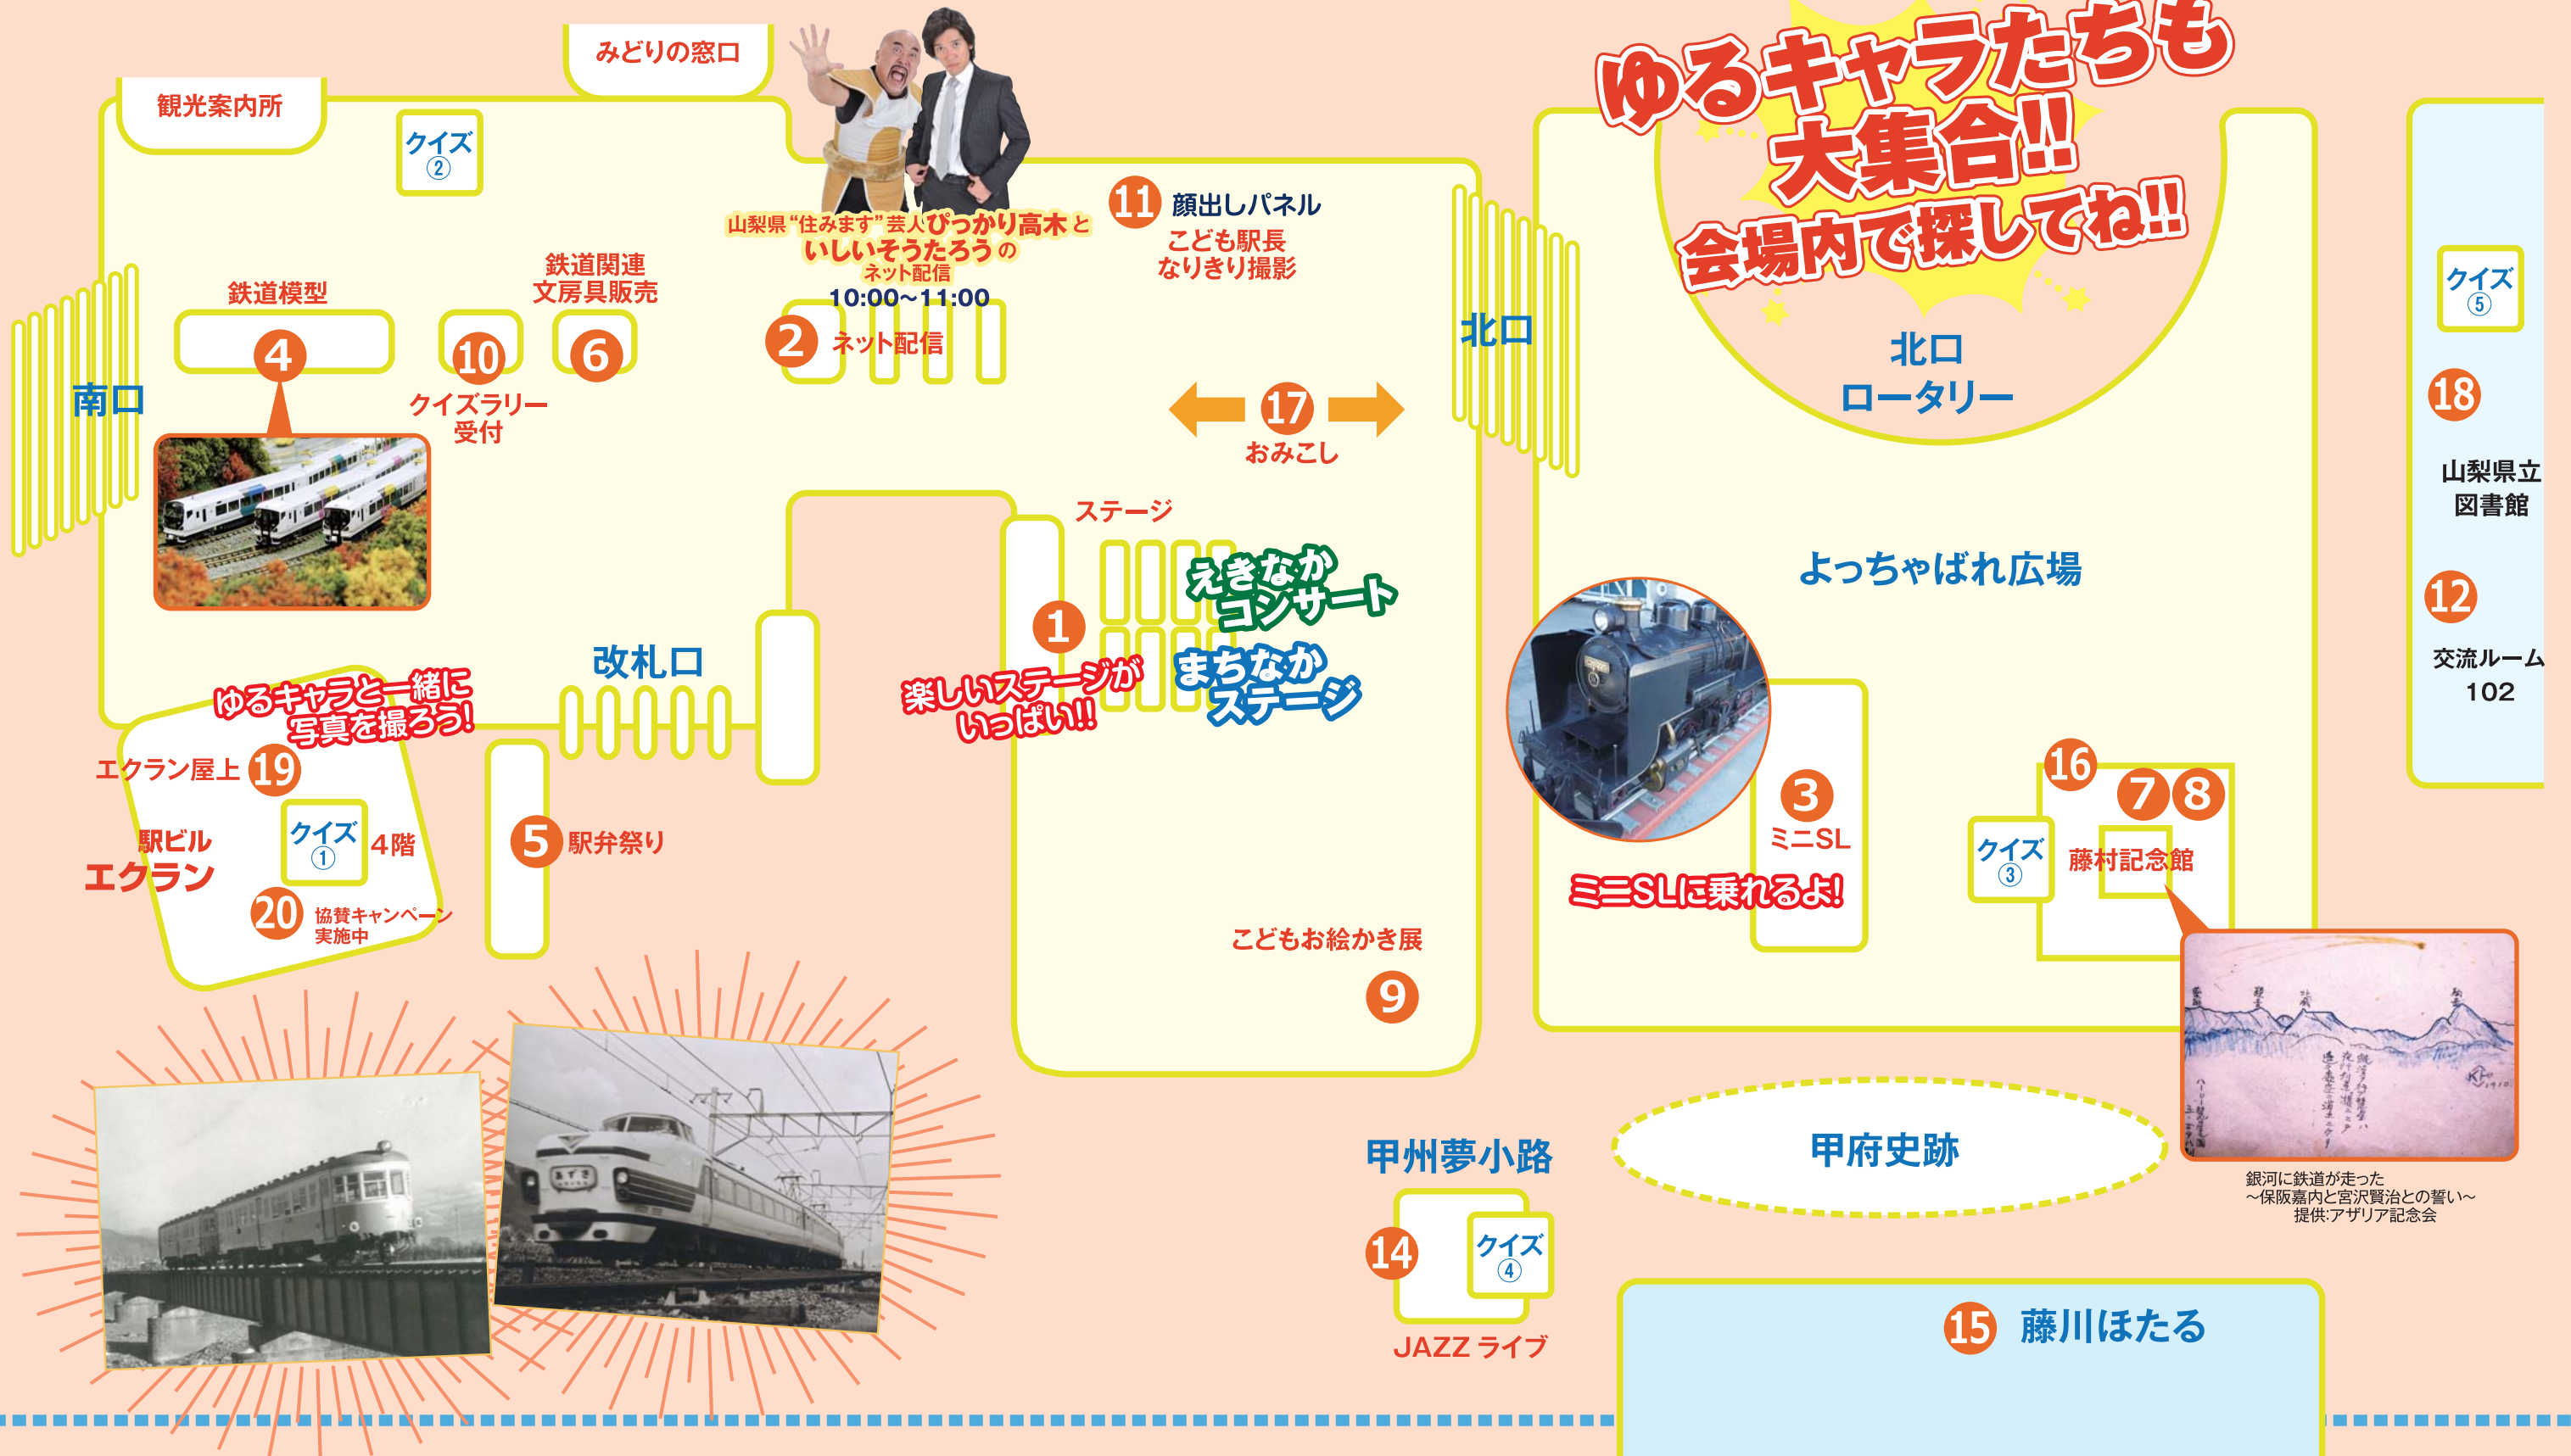 みどりの窓口
観光案内所
クイズ
②
山梨県“住みます”芸人ぴっかり高木と
いしいそうたろうの
ネット配信
10:00~11:00
2
ネット配信
11
顔出しパネル
こども駅長
なりきり撮影
鉄道模型
4
10
クイズラリー
受付
鉄道関連
文房具販売
6
南口
17
おみこし
北口
ゆるキャラたちも
大集合!!
会場内で探してね!!
北口
ロータリー
クイズ
⑤
18
山梨県立
図書館
12
交流ルーム
102
ステージ
1
えきなか
コンサート
まちなか
ステージ
楽しいステージが
いっぱい!!
よっちゃばれ広場
改札口
ゆるキャラと一緒に
写真を撮ろう!
エクラン屋上
19
駅ビル
エクラン
クイズ
①
4階
20
協賛キャンペーン
実施中
5
駅弁祭り
3
ミニSL
ミニSLに乗れるよ!
16
7
8
クイズ
③
藤村記念館
こどもお絵かき展
9
あずさ
甲州夢小路
14
クイズ
④
JAZZ ライブ
甲府史跡
銀河に鉄道が走った
～保阪嘉内と宮沢賢治との誓い～
提供:アザリア記念会
15
藤川ほたる